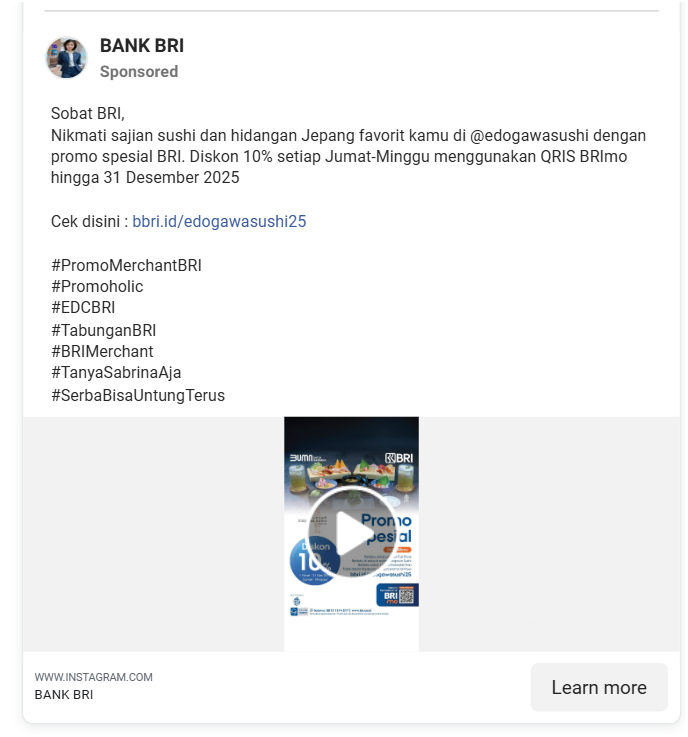 BANK BRI
Sponsored
Sobat BRI,
Nikmati sajian sushi dan hidangan Jepang favorit kamu di @edogawasushi dengan
promo spesial BRI. Diskon 10% setiap Jumat-Minggu menggunakan QRIS BRImo
hingga 31 Desember 2025
Cek disini : bbri.id/edogawasushi25
#PromoMerchantBRI
#Promoholic
#EDCBRI
#TabunganBRI
#BRIMerchant
#TanyaSabrinaAja
#SerbaBisaUntungTerus
BUMN
BRI
Promo
Diskon
10%
BRI
mo
WWW.INSTAGRAM.COM
BANK BRI
Learn more